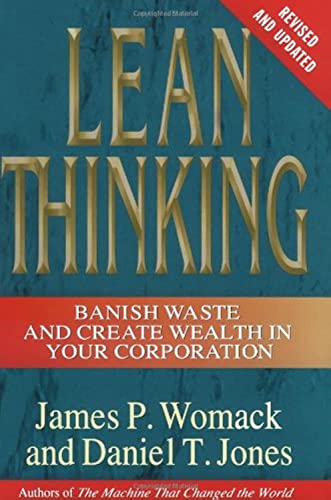 REVISED
AND UPDATED
LEAN
THINKING
BANISH WASTE
AND CREATE WEALTH IN
YOUR CORPORATION
James P. Womack
and Daniel T. Jones
Authors of The Machine That Changed the World